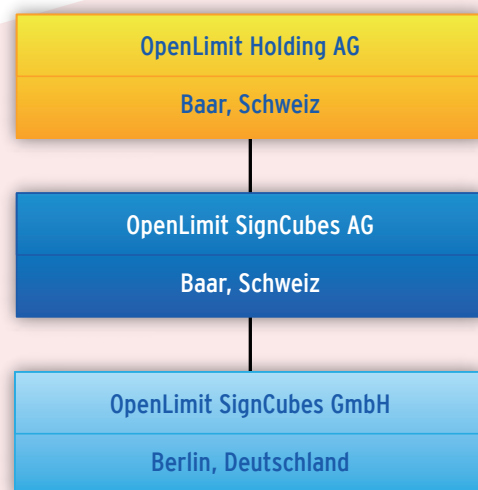 OpenLimit Holding AG
Baar, Schweiz
OpenLimit SignCubes AG
Baar, Schweiz
OpenLimit SignCubes GmbH
Berlin, Deutschland